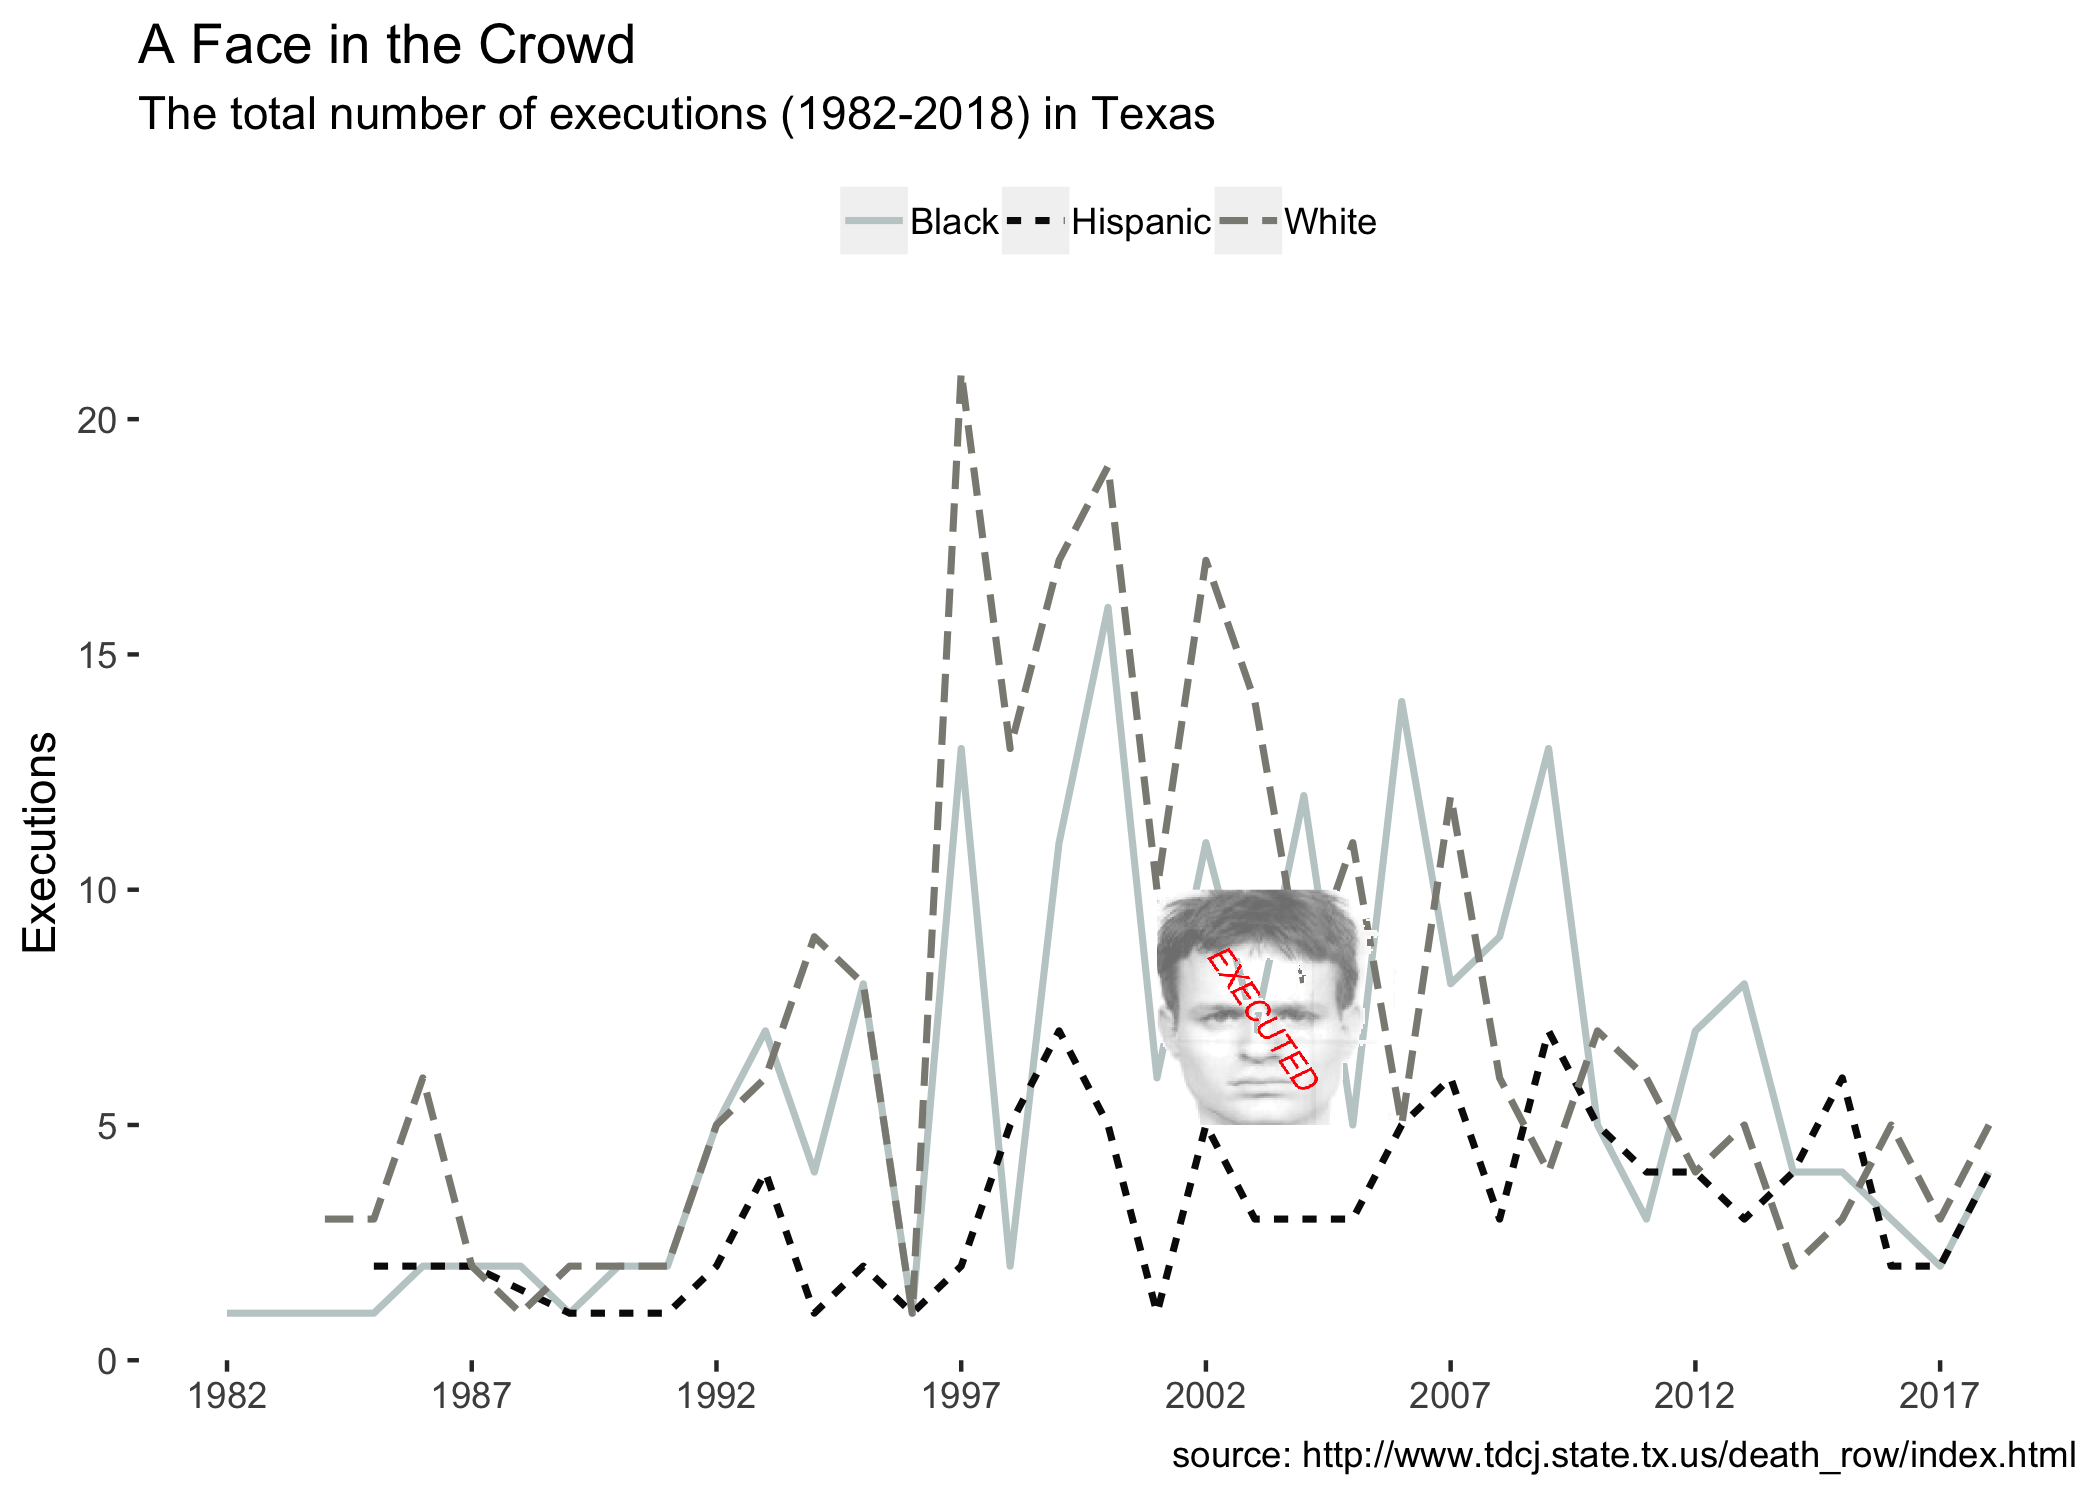 A Face in the Crowd
The total number of executions (1982-2018) in Texas
Black Hispanic White
Executions
20
15
10
5
0
EXECUTED
1982 1987 1992 1997 2002 2007 2012 2017
source: http://www.tdcj.state.tx.us/death_row/index.html